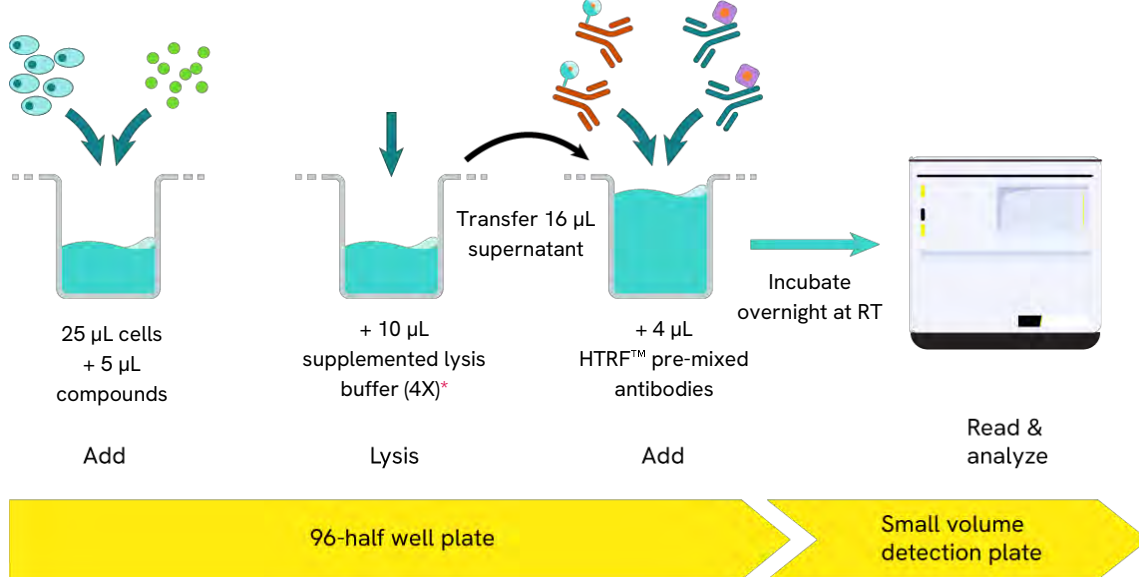 25 µL cells
+ 5 µL
compounds
Add
+ 10 µL
supplemented lysis
buffer (4X)*
Lysis
Transfer 16 µL
supernatant
+ 4 µL
HTRF™ pre-mixed
antibodies
Add
Incubate
overnight at RT
Read &
analyze
96-half well plate
Small volume
detection plate